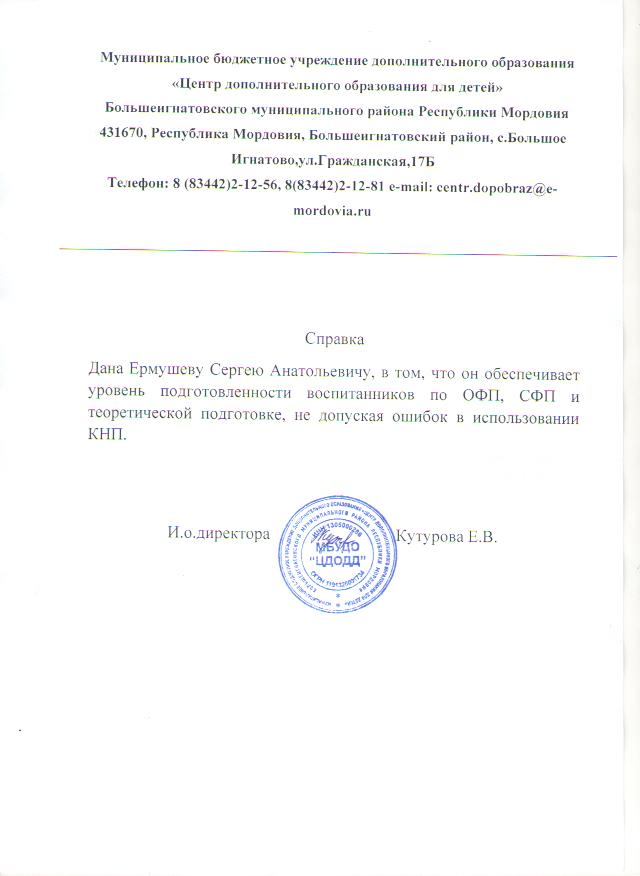 Муниципальное бюджетное учреждение дополнительного образования
«Центр дополнительного образования для детей»
Большеигнатовского муниципального района Республики Мордовия
431670, Республика Мордовия, Большеигнатовский район, с.Большое
Игнатово,ул.Гражданская,17Б
Телефон: 8 (83442)2-12-56, 8(83442)2-12-81 e-mail: centr.dopobraz@e-
mordovia.ru
Справка
Дана Ермушеву Сергею Анатольевичу, в том, что он обеспечивает
уровень подготовленности воспитанников по ОФП, СФП и
теоретической подготовке, не допуская ошибок в использовании
КНП.
И.о.директора Кутурова Е.В.
МБУДО
"ЦДОДД"